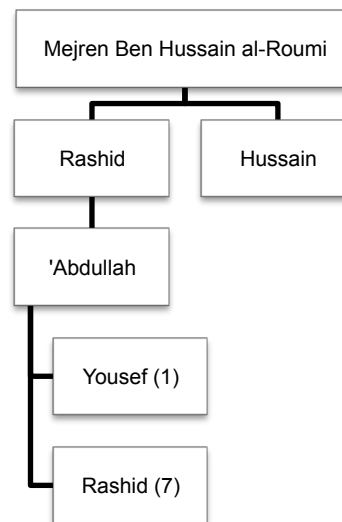 Mejren Ben Hussain al-Roumi
Rashid
Hussain
'Abdullah
Yousef (1)
Rashid (7)